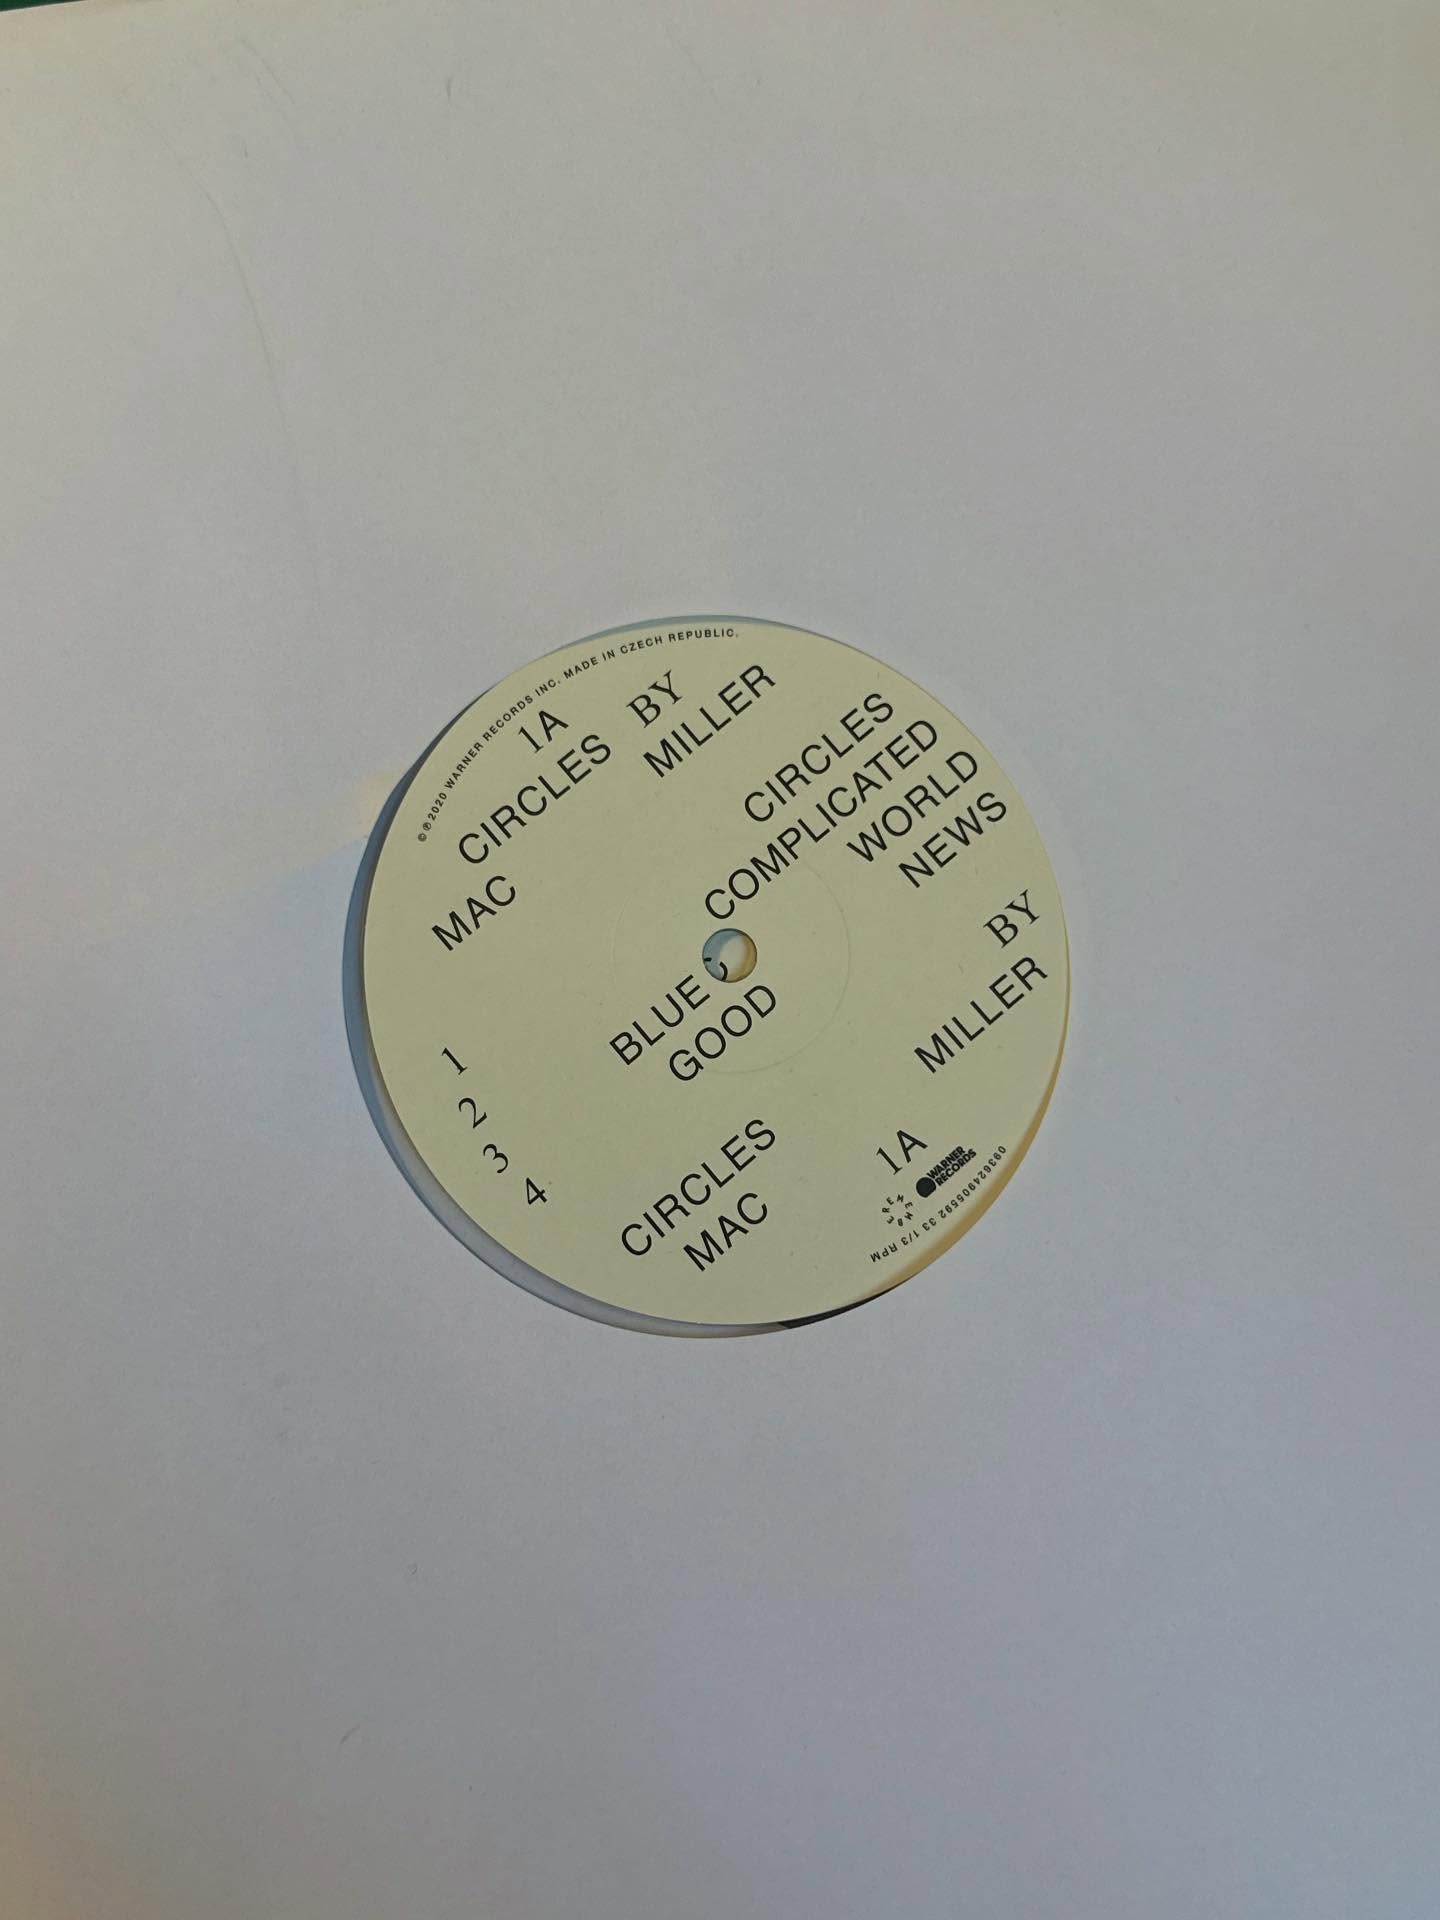 © ℗ 2020 WARNER RECORDS INC. MADE IN CZECH REPUBLIC.
1A BY
CIRCLES MILLER
MAC
1 CIRCLES
2 COMPLICATED
3 BLUE WORLD
4 GOOD NEWS
CIRCLES BY
MAC MILLER
1A
REMEMBER
WARNER
RECORDS
093624905592 33 1/3 RPM